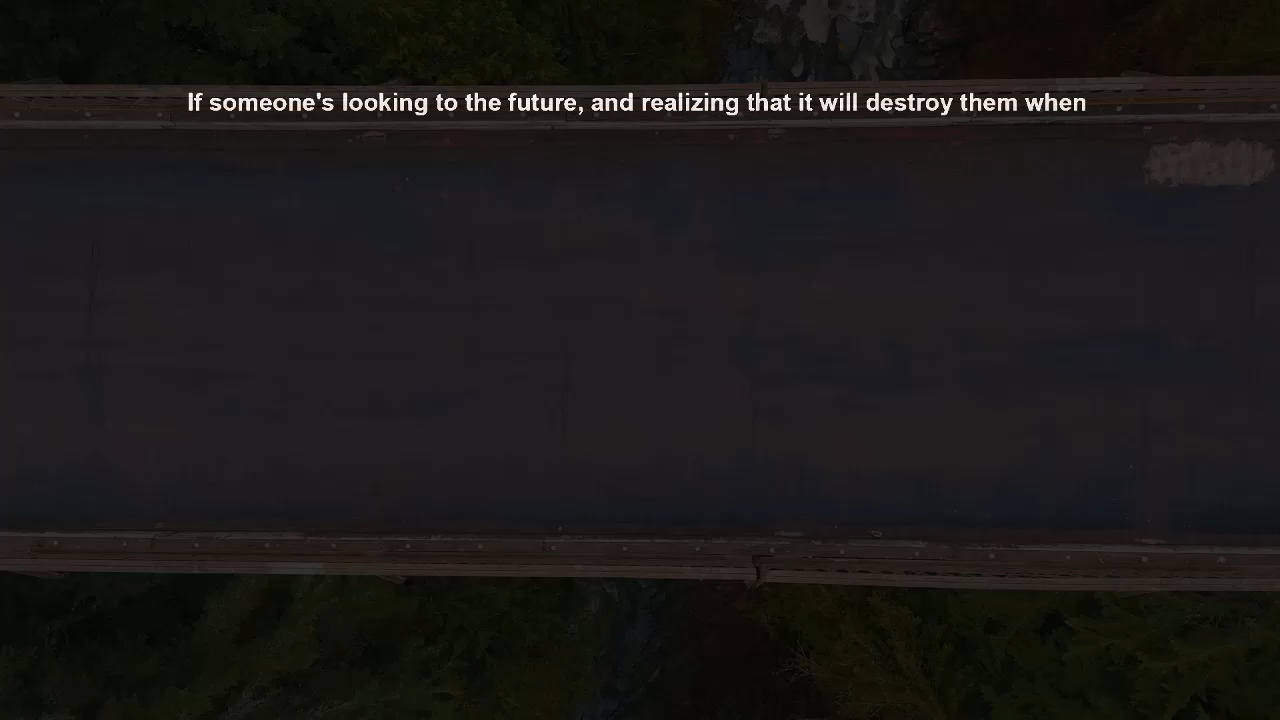 If someone's looking to the future, and realizing that it will destroy them when